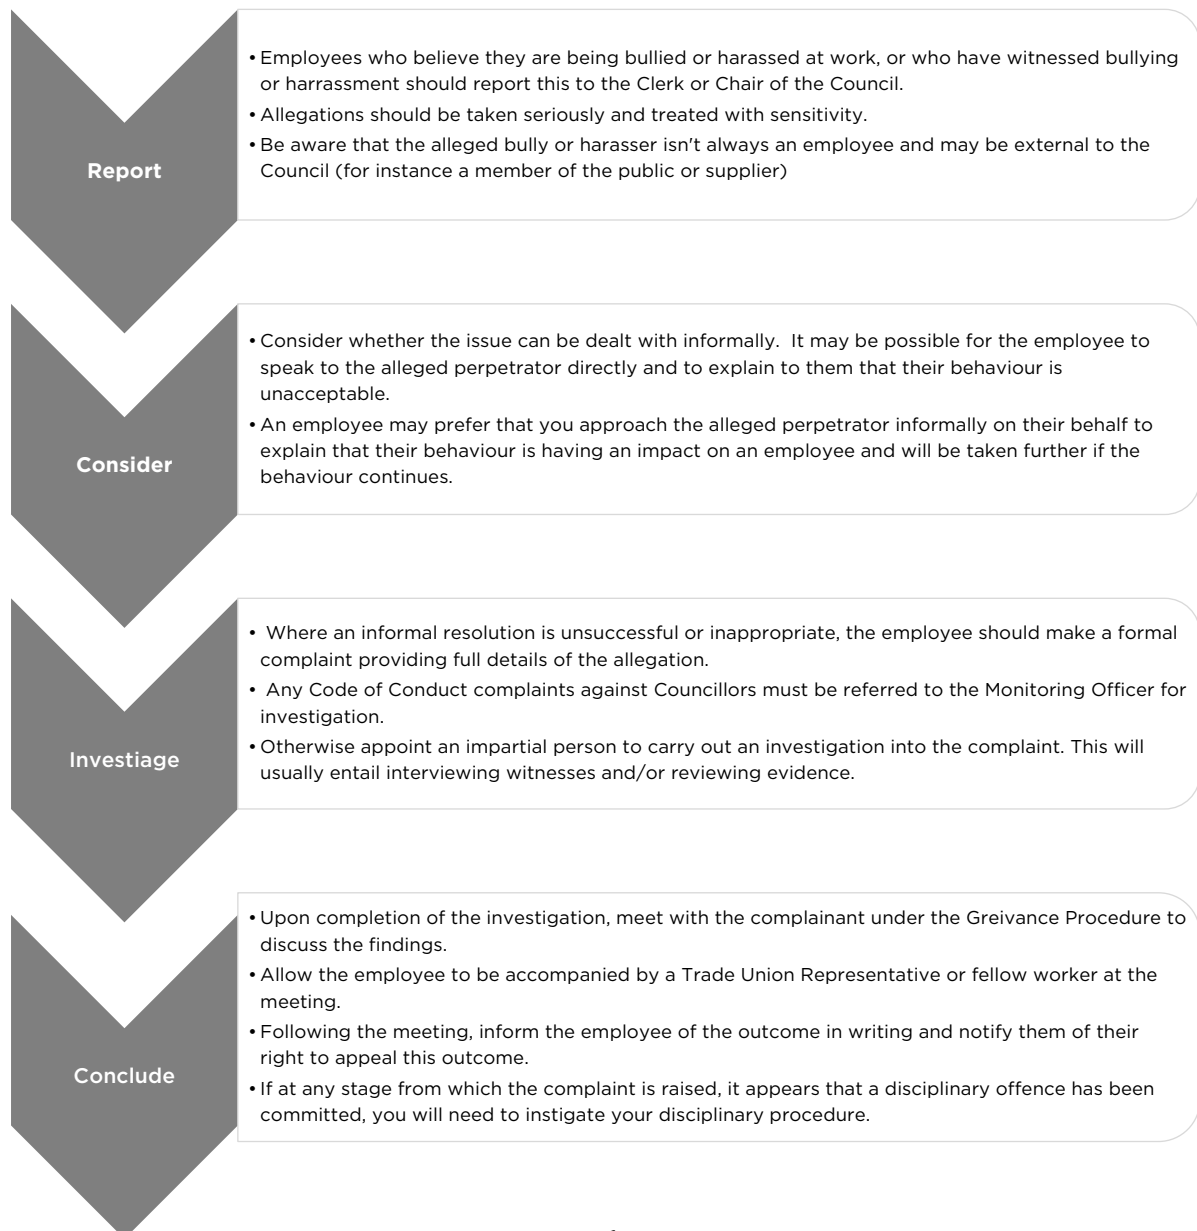 Report
• Employees who believe they are being bullied or harassed at work, or who have witnessed bullying
or harrassment should report this to the Clerk or Chair of the Council.
• Allegations should be taken seriously and treated with sensitivity.
• Be aware that the alleged bully or harasser isn't always an employee and may be external to the
Council (for instance a member of the public or supplier)
Consider
• Consider whether the issue can be dealt with informally.  It may be possible for the employee to
speak to the alleged perpetrator directly and to explain to them that their behaviour is
unacceptable.
• An employee may prefer that you approach the alleged perpetrator informally on their behalf to
explain that their behaviour is having an impact on an employee and will be taken further if the
behaviour continues.
Investiage
•  Where an informal resolution is unsuccessful or inappropriate, the employee should make a formal
complaint providing full details of the allegation.
•  Any Code of Conduct complaints against Councillors must be referred to the Monitoring Officer for
investigation.
• Otherwise appoint an impartial person to carry out an investigation into the complaint. This will
usually entail interviewing witnesses and/or reviewing evidence.
Conclude
• Upon completion of the investigation, meet with the complainant under the Greivance Procedure to
discuss the findings.
• Allow the employee to be accompanied by a Trade Union Representative or fellow worker at the
meeting.
• Following the meeting, inform the employee of the outcome in writing and notify them of their
right to appeal this outcome.
• If at any stage from which the complaint is raised, it appears that a disciplinary offence has been
committed, you will need to instigate your disciplinary procedure.